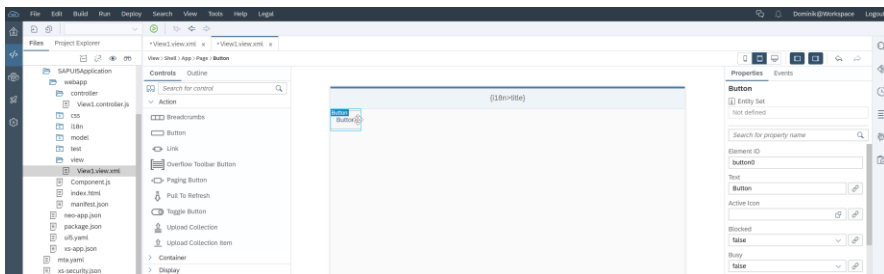 File Edit Build Run Deploy Search View Tools Help Legal
Dominik@Workspace Logout
Files Project Explorer
*View1.view.xml x *View1.view.xml x
View > Shell > App > Page > Button
SAPUI5Application
webapp
controller
View1.controller.js
css
i18n
model
test
view
View1.view.xml
Component.js
index.html
manifest.json
neo-app.json
package.json
ui5.yaml
xs-app.json
mta.yaml
xs-security.json
Controls Outline
Search for control
Action
Breadcrumbs
Button
Link
Overflow Toolbar Button
Paging Button
Pull To Refresh
Toggle Button
Upload Collection
Upload Collection Item
Container
Display
{i18n>title}
Button
Button
Properties Events
Button
Entity Set
Not defined
Search for property name
Element ID
button0
Text
Button
Active Icon
Blocked
false
Busy
false